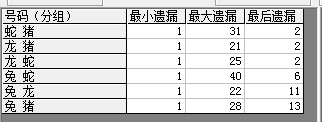 号码（分组） 最小遗漏 最大遗漏 最后遗漏
蛇 猪 1 31 2
龙 猪 1 21 2
龙 蛇 1 25 2
兔 蛇 1 40 6
兔 龙 1 22 11
兔 猪 1 28 13